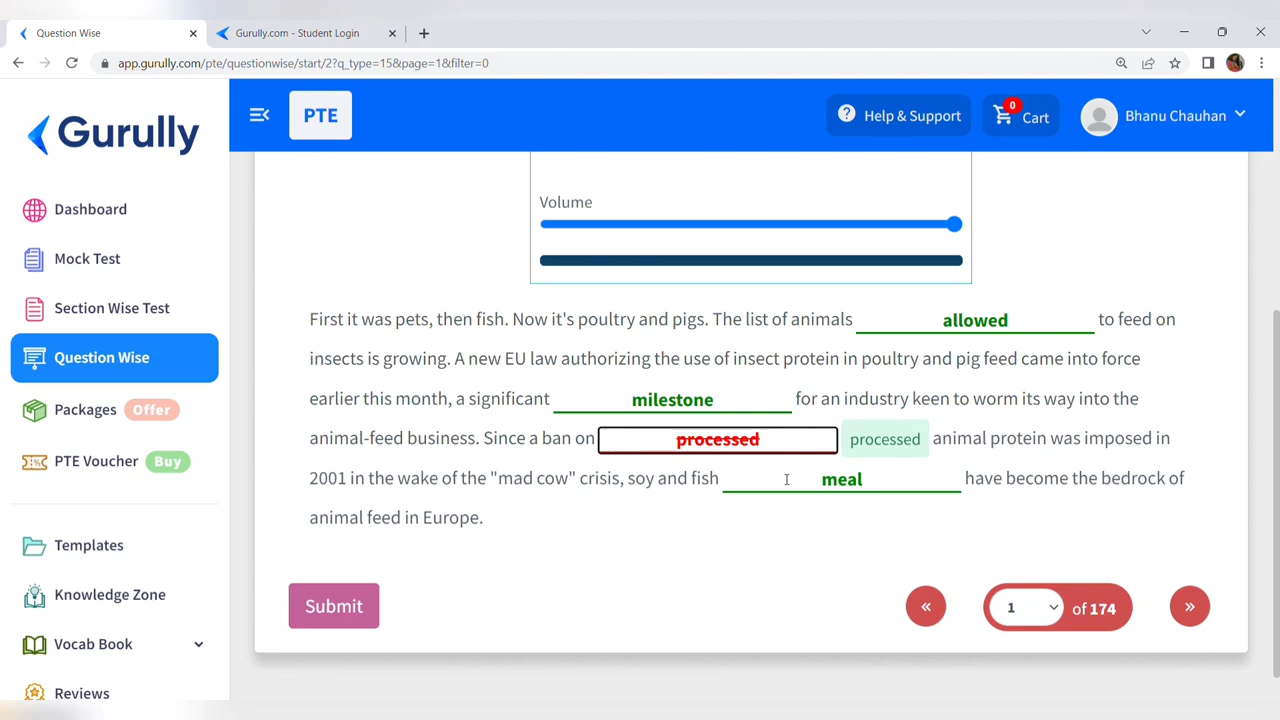 Question Wise
Gurully.com - Student Login
app.gurully.com/pte/questionwise/start/2?q_type=15&page=1&filter=0
Gurully
PTE
Help & Support
0
Cart
Bhanu Chauhan
Dashboard
Mock Test
Section Wise Test
Question Wise
Packages Offer
PTE Voucher Buy
Templates
Knowledge Zone
Vocab Book
Reviews
Volume
First it was pets, then fish. Now it's poultry and pigs. The list of animals allowed to feed on
insects is growing. A new EU law authorizing the use of insect protein in poultry and pig feed came into force
earlier this month, a significant milestone for an industry keen to worm its way into the
animal-feed business. Since a ban on processed processed animal protein was imposed in
2001 in the wake of the "mad cow" crisis, soy and fish meal have become the bedrock of
animal feed in Europe.
Submit
«
1 of 174
»